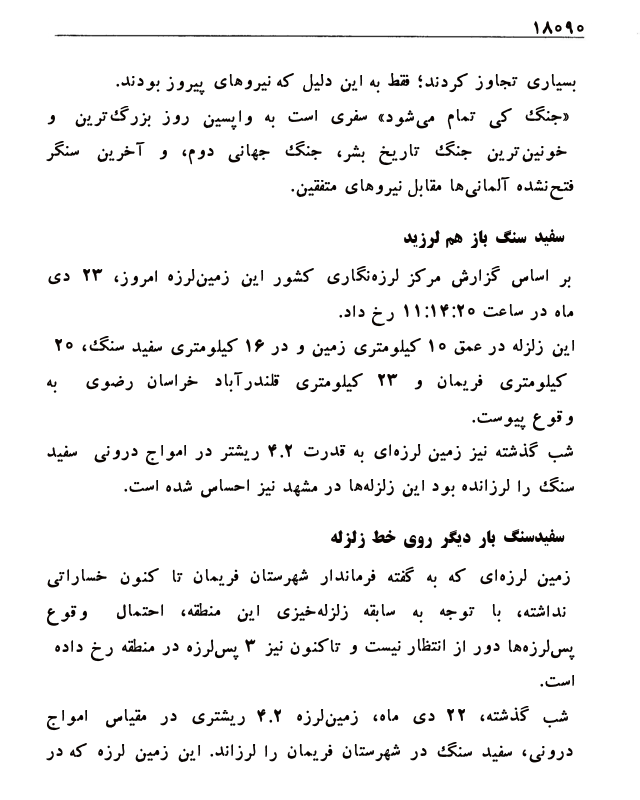 ۱۸۰۹۰
بسیاری تجاوز کردند؛ فقط به این دلیل که نیروهای پیروز بودند.
«جنگ کی تمام می‌شود» سفری است به واپسین روز بزرگ‌ترین و
خونین‌ترین جنگ تاریخ بشر، جنگ جهانی دوم، و آخرین سنگر
فتح‌نشده آلمانی‌ها مقابل نیروهای متفقین.
سفید سنگ باز هم لرزید
بر اساس گزارش مرکز لرزه‌نگاری کشور این زمین‌لرزه امروز، ۲۳ دی
ماه در ساعت ۱۱:۱۴:۲۰ رخ داد.
این زلزله در عمق ۱۰ کیلومتری زمین و در ۱۶ کیلومتری سفید سنگ، ۲۰
کیلومتری فریمان و ۲۳ کیلومتری قلندرآباد خراسان رضوی به
وقوع پیوست.
شب گذشته نیز زمین لرزه‌ای به قدرت ۴.۲ ریشتر در امواج درونی سفید
سنگ را لرزانده بود این زلزله‌ها در مشهد نیز احساس شده است.
سفیدسنگ بار دیگر روی خط زلزله
زمین لرزه‌ای که به گفته فرماندار شهرستان فریمان تا کنون خساراتی
نداشته، با توجه به سابقه زلزله‌خیزی این منطقه، احتمال وقوع
پس‌لرزه‌ها دور از انتظار نیست و تاکنون نیز ۳ پس‌لرزه در منطقه رخ داده
است.
شب گذشته، ۲۲ دی ماه، زمین‌لرزه ۴.۲ ریشتری در مقیاس امواج
درونی، سفید سنگ در شهرستان فریمان را لرزاند. این زمین لرزه که در